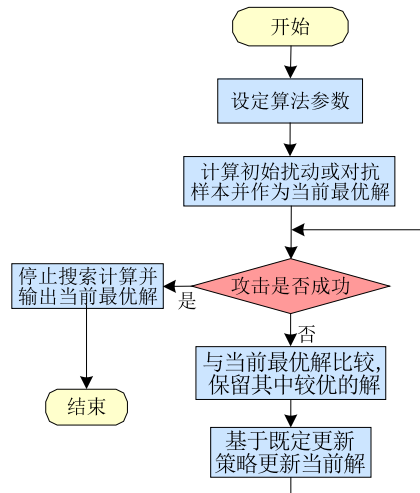 开始
设定算法参数
计算初始扰动或对抗
样本并作为当前最优解
攻击是否成功
是
停止搜索计算并
输出当前最优解
结束
否
与当前最优解比较,
保留其中较优的解
基于既定更新
策略更新当前解